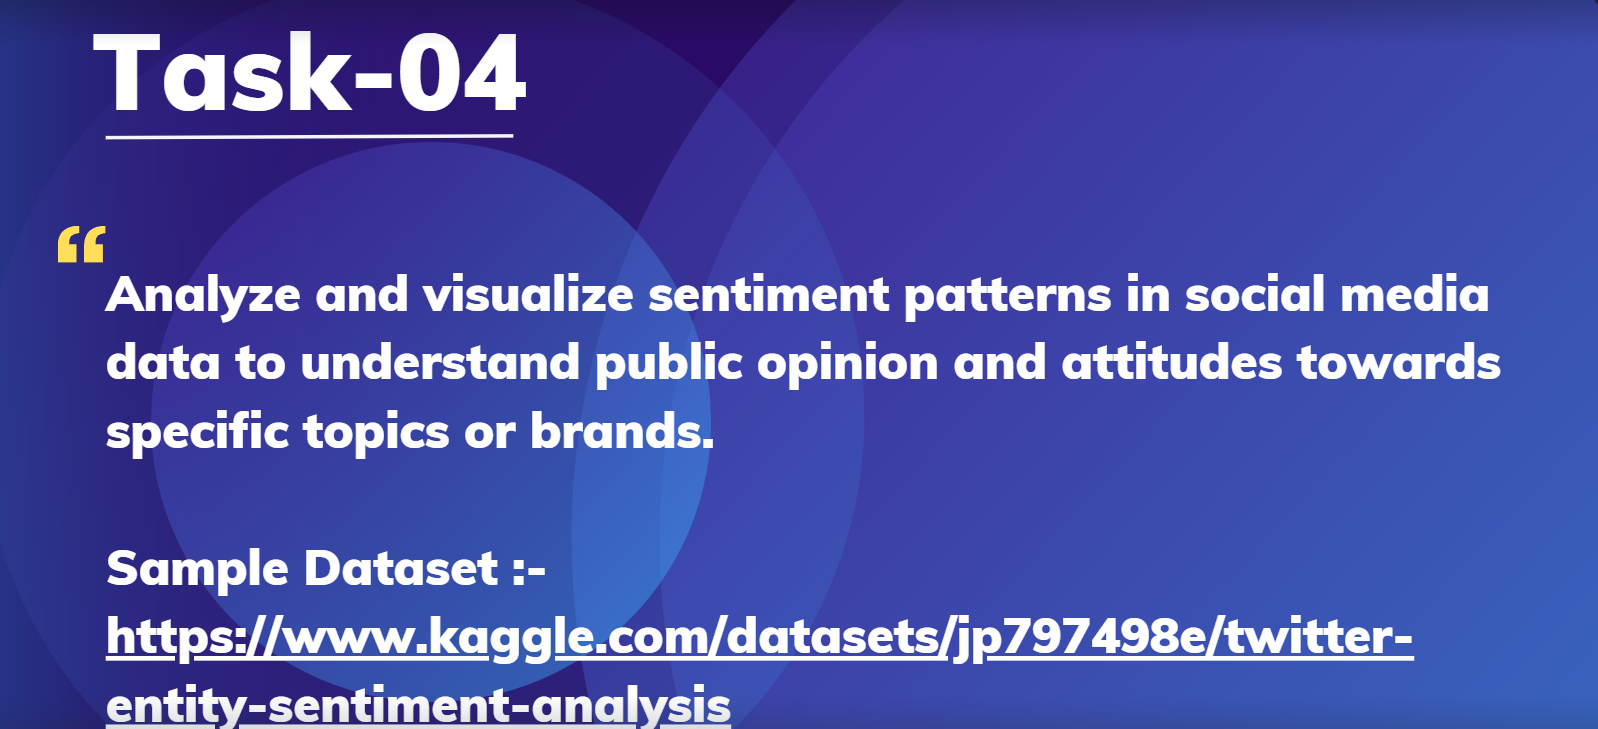 Task-04
“
Analyze and visualize sentiment patterns in social media
data to understand public opinion and attitudes towards
specific topics or brands.
Sample Dataset :-
https://www.kaggle.com/datasets/jp797498e/twitter-
entity-sentiment-analysis